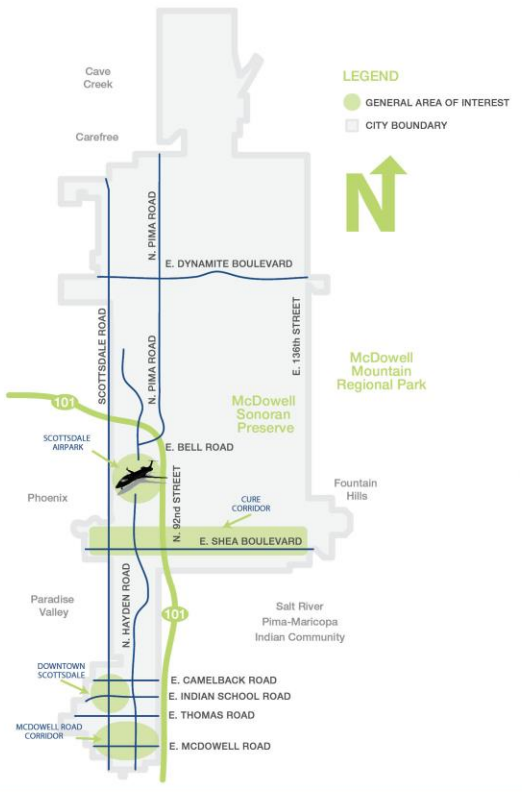 Cave
Creek
LEGEND
GENERAL AREA OF INTEREST
CITY BOUNDARY
Carefree
N
N. PIMA ROAD
E. DYNAMITE BOULEVARD
SCOTTSDALE ROAD
N. PIMA ROAD
E. 136th STREET
McDowell
Mountain
Regional Park
101
McDowell
Sonoran
Preserve
SCOTTSDALE
AIRPARK
E. BELL ROAD
Phoenix
N. 92nd STREET
Fountain
Hills
CURE
CORRIDOR
E. SHEA BOULEVARD
N. HAYDEN ROAD
Paradise
Valley
101
Salt River
Pima-Maricopa
Indian Community
DOWNTOWN
SCOTTSDALE
E. CAMELBACK ROAD
E. INDIAN SCHOOL ROAD
E. THOMAS ROAD
MCDOWELL ROAD
CORRIDOR
E. MCDOWELL ROAD